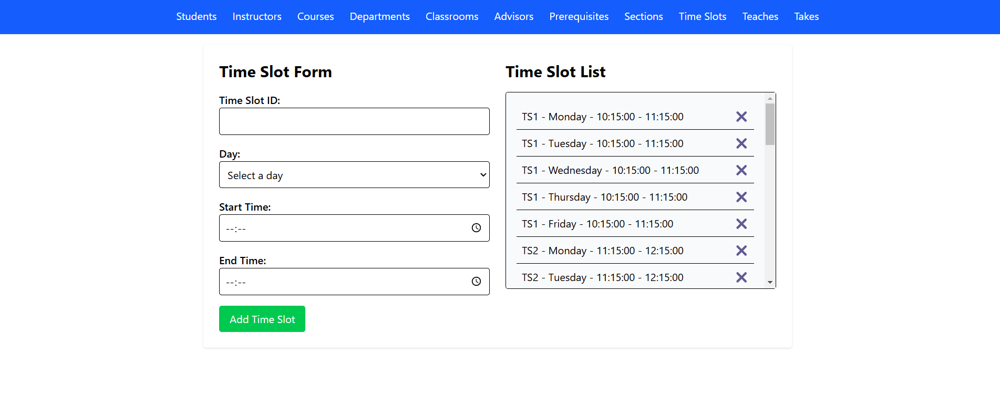 Students Instructors Courses Departments Classrooms Advisors Prerequisites Sections Time Slots Teaches Takes
Time Slot Form
Time Slot ID:
Day:
Select a day
Start Time:
--:--
End Time:
--:--
Add Time Slot
Time Slot List
TS1 - Monday - 10:15:00 - 11:15:00
TS1 - Tuesday - 10:15:00 - 11:15:00
TS1 - Wednesday - 10:15:00 - 11:15:00
TS1 - Thursday - 10:15:00 - 11:15:00
TS1 - Friday - 10:15:00 - 11:15:00
TS2 - Monday - 11:15:00 - 12:15:00
TS2 - Tuesday - 11:15:00 - 12:15:00